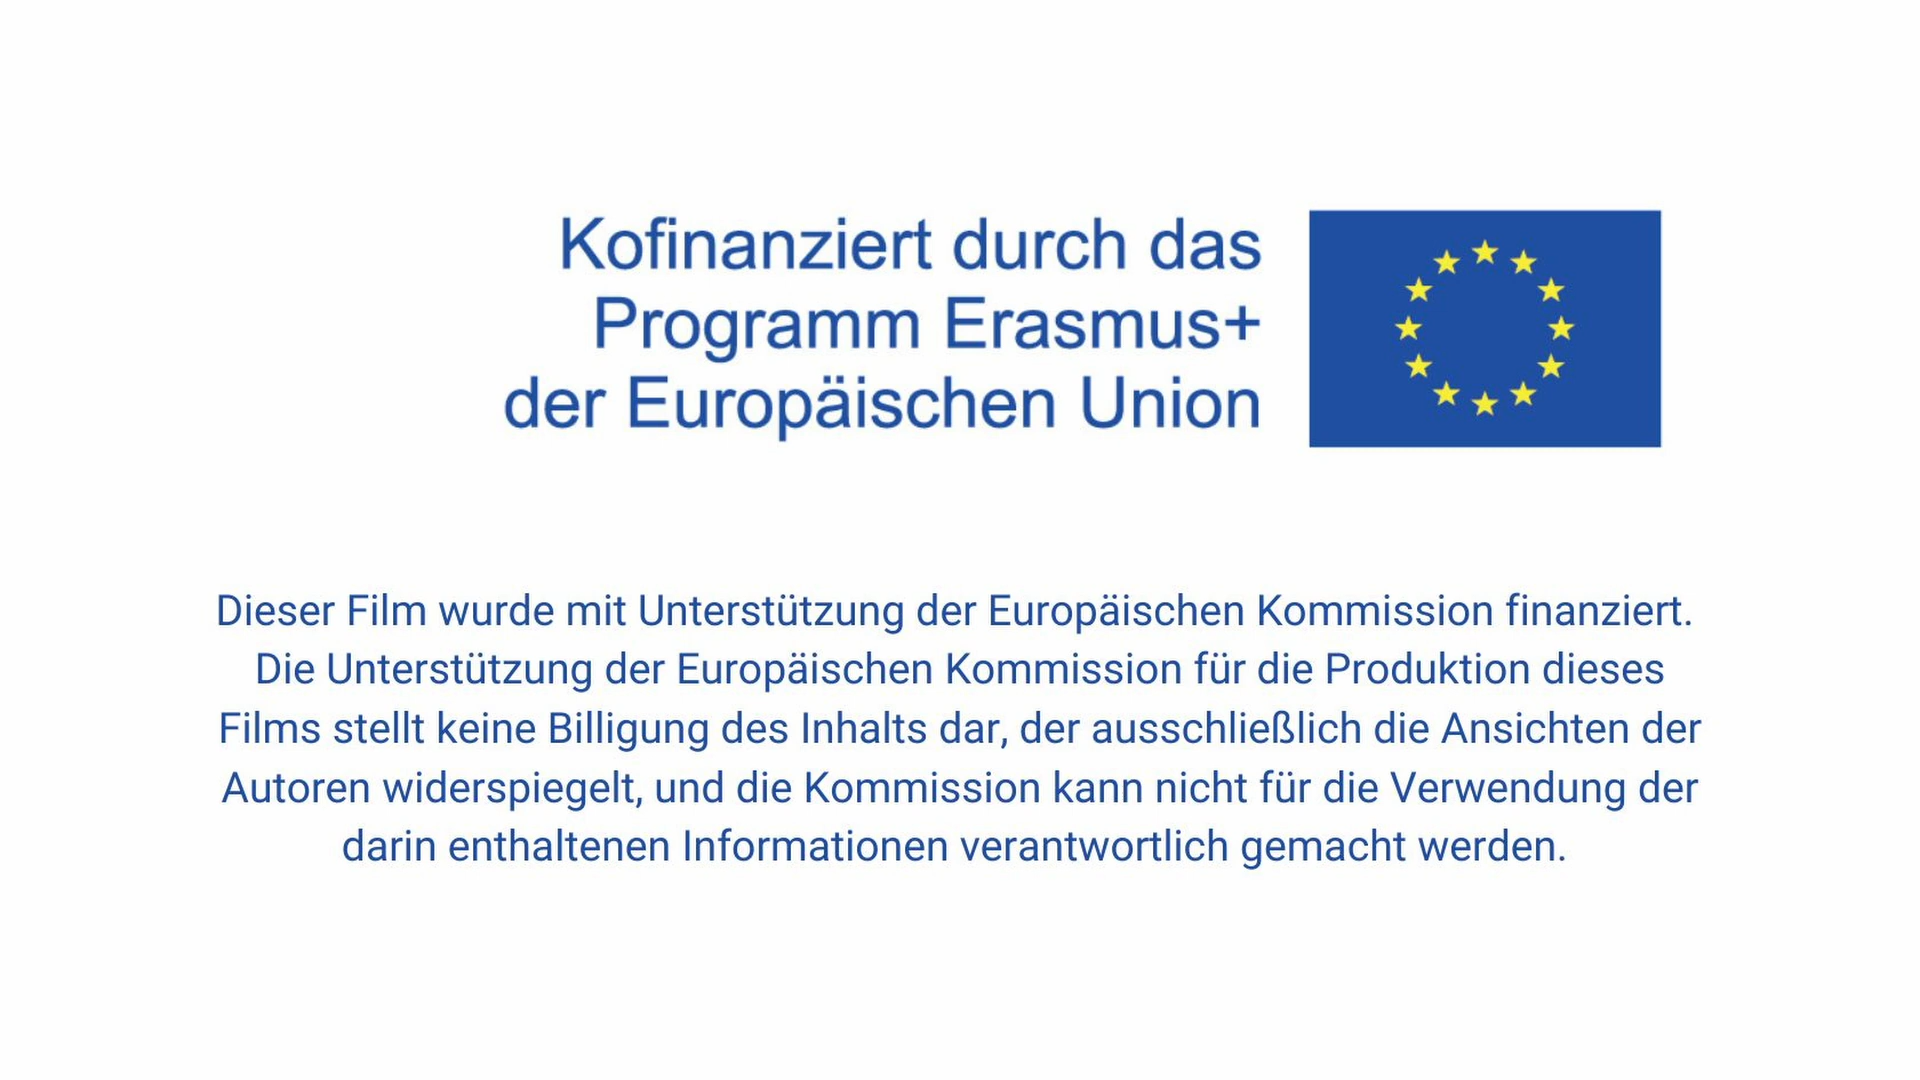 Kofinanziert durch das
Programm Erasmus+
der Europäischen Union
Dieser Film wurde mit Unterstützung der Europäischen Kommission finanziert.
Die Unterstützung der Europäischen Kommission für die Produktion dieses
Films stellt keine Billigung des Inhalts dar, der ausschließlich die Ansichten der
Autoren widerspiegelt, und die Kommission kann nicht für die Verwendung der
darin enthaltenen Informationen verantwortlich gemacht werden.